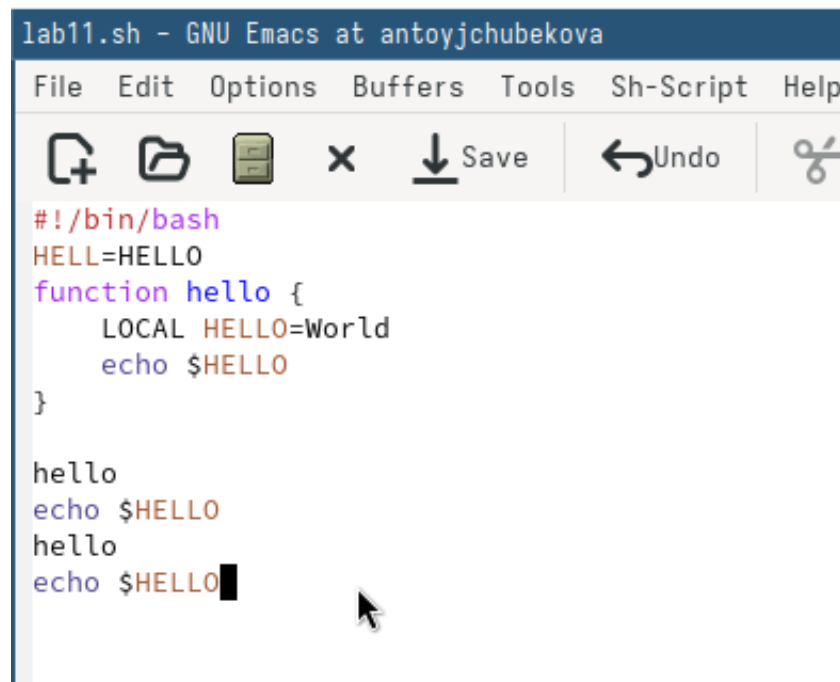 lab11.sh - GNU Emacs at antoyjchubekova
File Edit Options Buffers Tools Sh-Script Help
Save Undo
#!/bin/bash
HELL=HELLO
function hello {
    LOCAL HELLO=World
    echo $HELLO
}
hello
echo $HELLO
hello
echo $HELLO